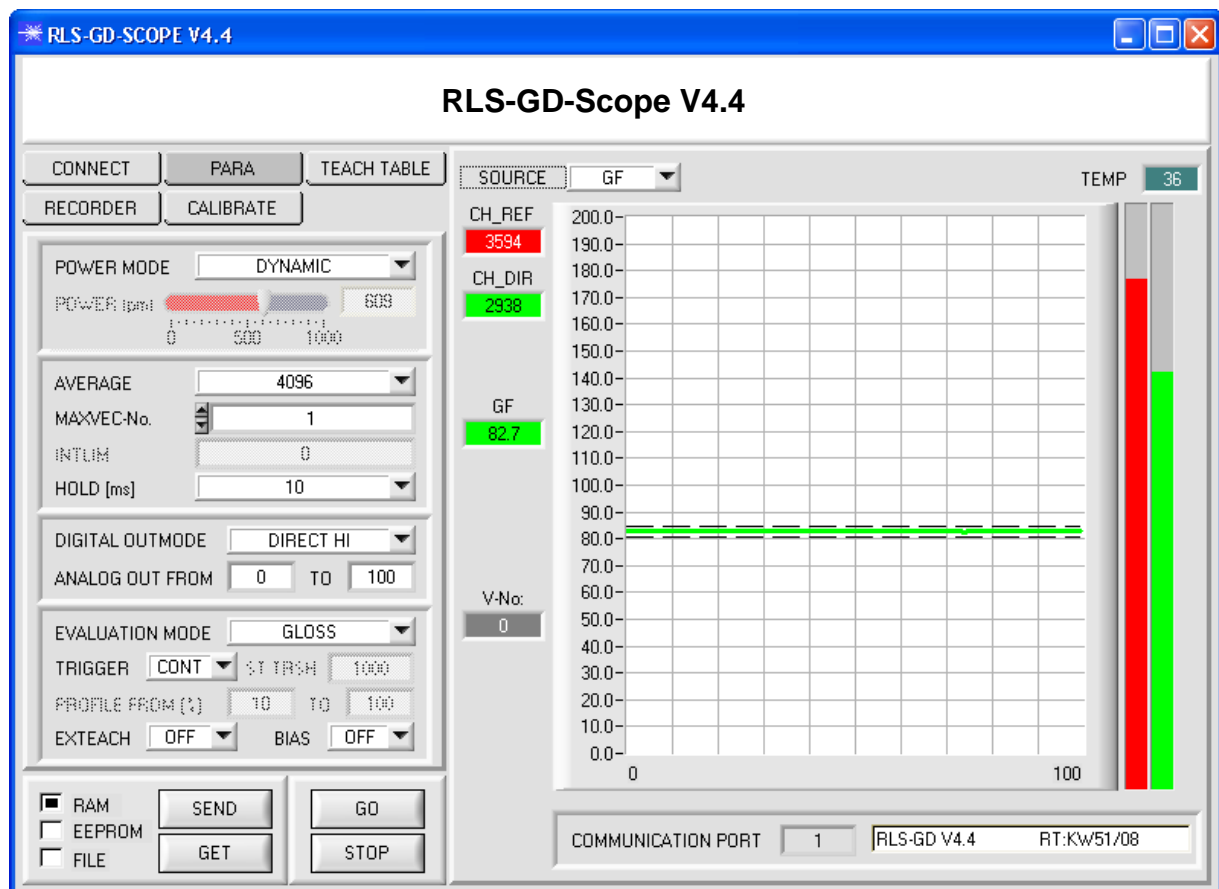 RLS-GD-SCOPE V4.4
RLS-GD-Scope V4.4
CONNECT PARA TEACH TABLE
RECORDER CALIBRATE
POWER MODE DYNAMIC
POWER [pm] 609
0 500 1000
AVERAGE 4096
MAXVEC-No. 1
INTLIM 0
HOLD [ms] 10
DIGITAL OUTMODE DIRECT HI
ANALOG OUT FROM 0 TO 100
EVALUATION MODE GLOSS
TRIGGER CONT ST TRSH 1000
PROFILE FROM (%) 10 TO 100
EXTEACH OFF BIAS OFF
RAM
EEPROM
FILE
SEND
GET
GO
STOP
SOURCE GF
TEMP 36
CH_REF
3594
CH_DIR
2938
GF
82.7
V-No:
0
200.0
190.0
180.0
170.0
160.0
150.0
140.0
130.0
120.0
110.0
100.0
90.0
80.0
70.0
60.0
50.0
40.0
30.0
20.0
10.0
0.0
0 100
COMMUNICATION PORT 1 RLS-GD V4.4 RT:KW51/08